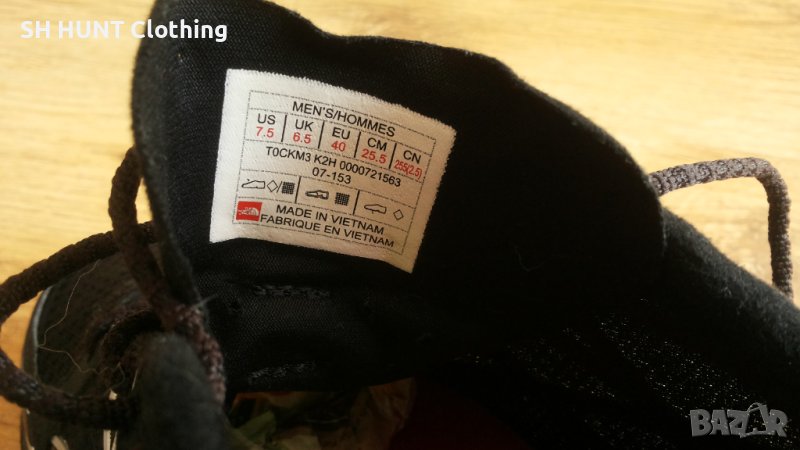 SH HUNT Clothing
MEN'S/HOMMES
US UK EU CM CN
7.5 6.5 40 25.5 255(2.5)
T0CKM3 K2H 0000721563
07-153
MADE IN VIETNAM
FABRIQUE EN VIETNAM
BAZAR